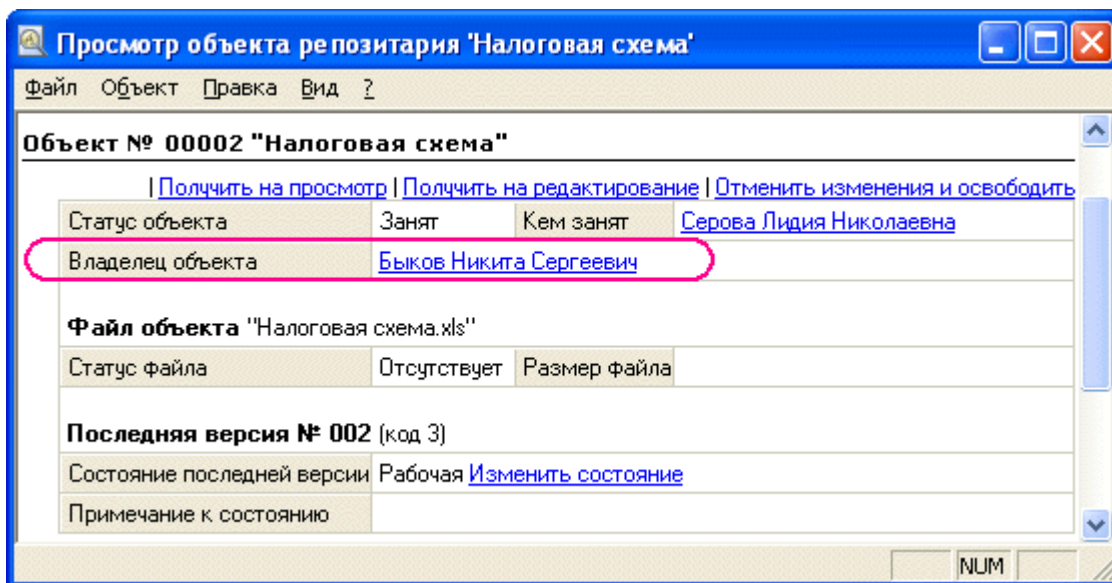 Просмотр объекта репозитария 'Налоговая схема'
Файл Объект Правка Вид ?
Объект № 00002 "Налоговая схема"
| Получить на просмотр | Получить на редактирование | Отменить изменения и освободить
Статус объекта Занят Кем занят Серова Лидия Николаевна
Владелец объекта Быков Никита Сергеевич
Файл объекта "Налоговая схема.xls"
Статус файла Отсутствует Размер файла
Последняя версия № 002 (код 3)
Состояние последней версии Рабочая Изменить состояние
Примечание к состоянию
NUM